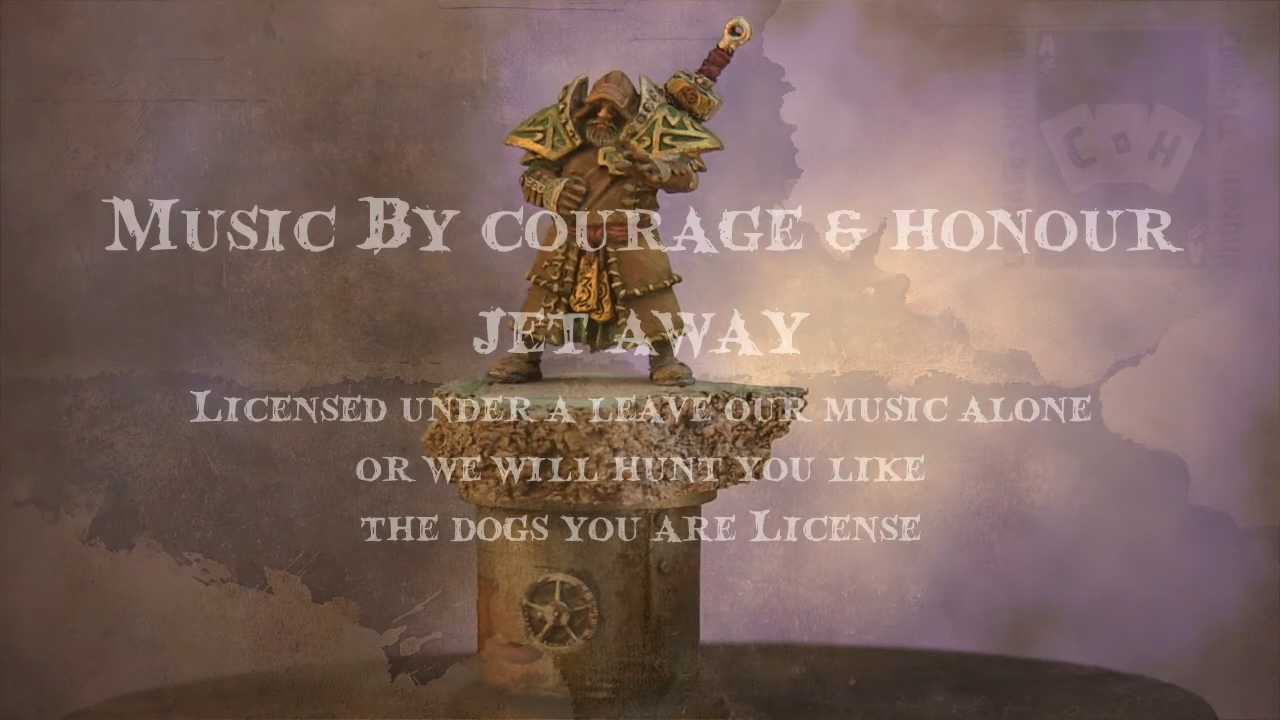 Music By courage & honour
jet away
Licensed under a leave our music alone
or we will hunt you like
the dogs you are License
CoH
A